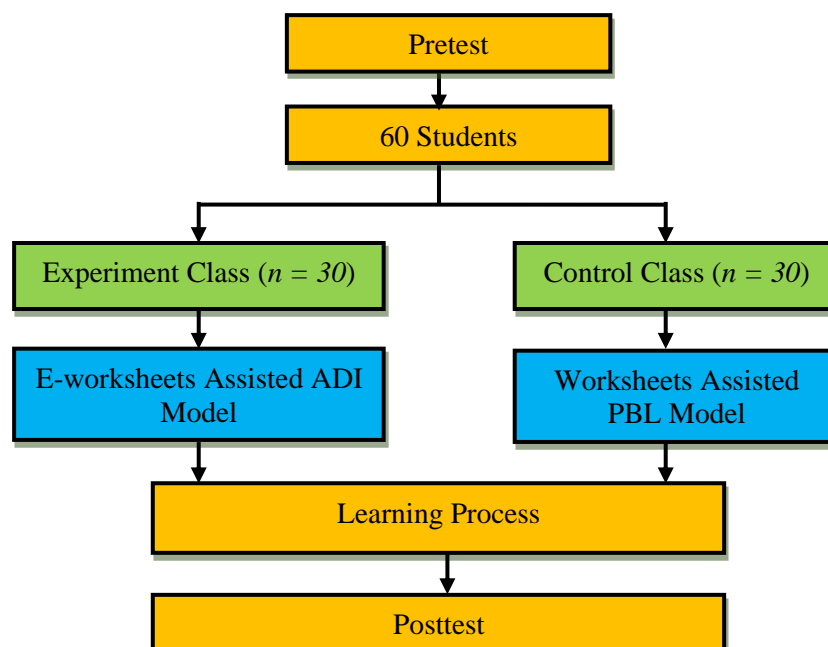 Pretest
60 Students
Experiment Class (n = 30)
Control Class (n = 30)
E-worksheets Assisted ADI
Model
Worksheets Assisted
PBL Model
Learning Process
Posttest